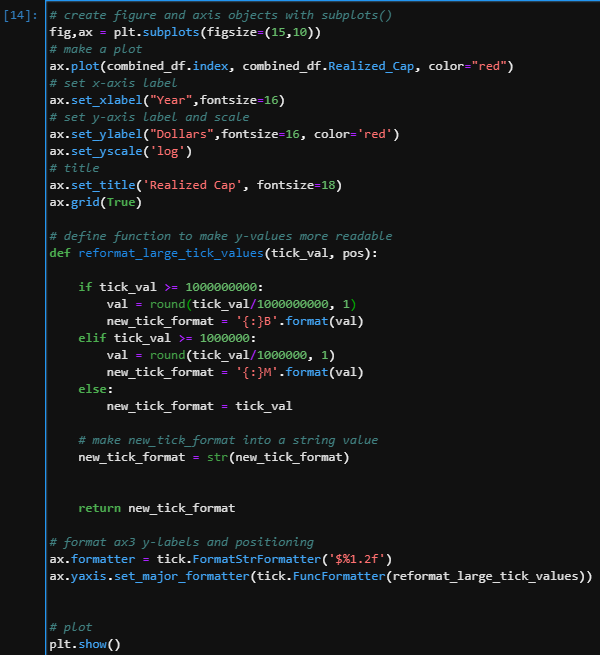 [14]: # create figure and axis objects with subplots()
fig,ax = plt.subplots(figsize=(15,10))
# make a plot
ax.plot(combined_df.index, combined_df.Realized_Cap, color="red")
# set x-axis label
ax.set_xlabel("Year",fontsize=16)
# set y-axis label and scale
ax.set_ylabel("Dollars",fontsize=16, color='red')
ax.set_yscale('log')
# title
ax.set_title('Realized Cap', fontsize=18)
ax.grid(True)

# define function to make y-values more readable
def reformat_large_tick_values(tick_val, pos):

    if tick_val >= 1000000000:
        val = round(tick_val/1000000000, 1)
        new_tick_format = '{:}B'.format(val)
    elif tick_val >= 1000000:
        val = round(tick_val/1000000, 1)
        new_tick_format = '{:}M'.format(val)
    else:
        new_tick_format = tick_val

    # make new_tick_format into a string value
    new_tick_format = str(new_tick_format)


    return new_tick_format

# format ax3 y-labels and positioning
ax.formatter = tick.FormatStrFormatter('$%1.2f')
ax.yaxis.set_major_formatter(tick.FuncFormatter(reformat_large_tick_values))


# plot
plt.show()